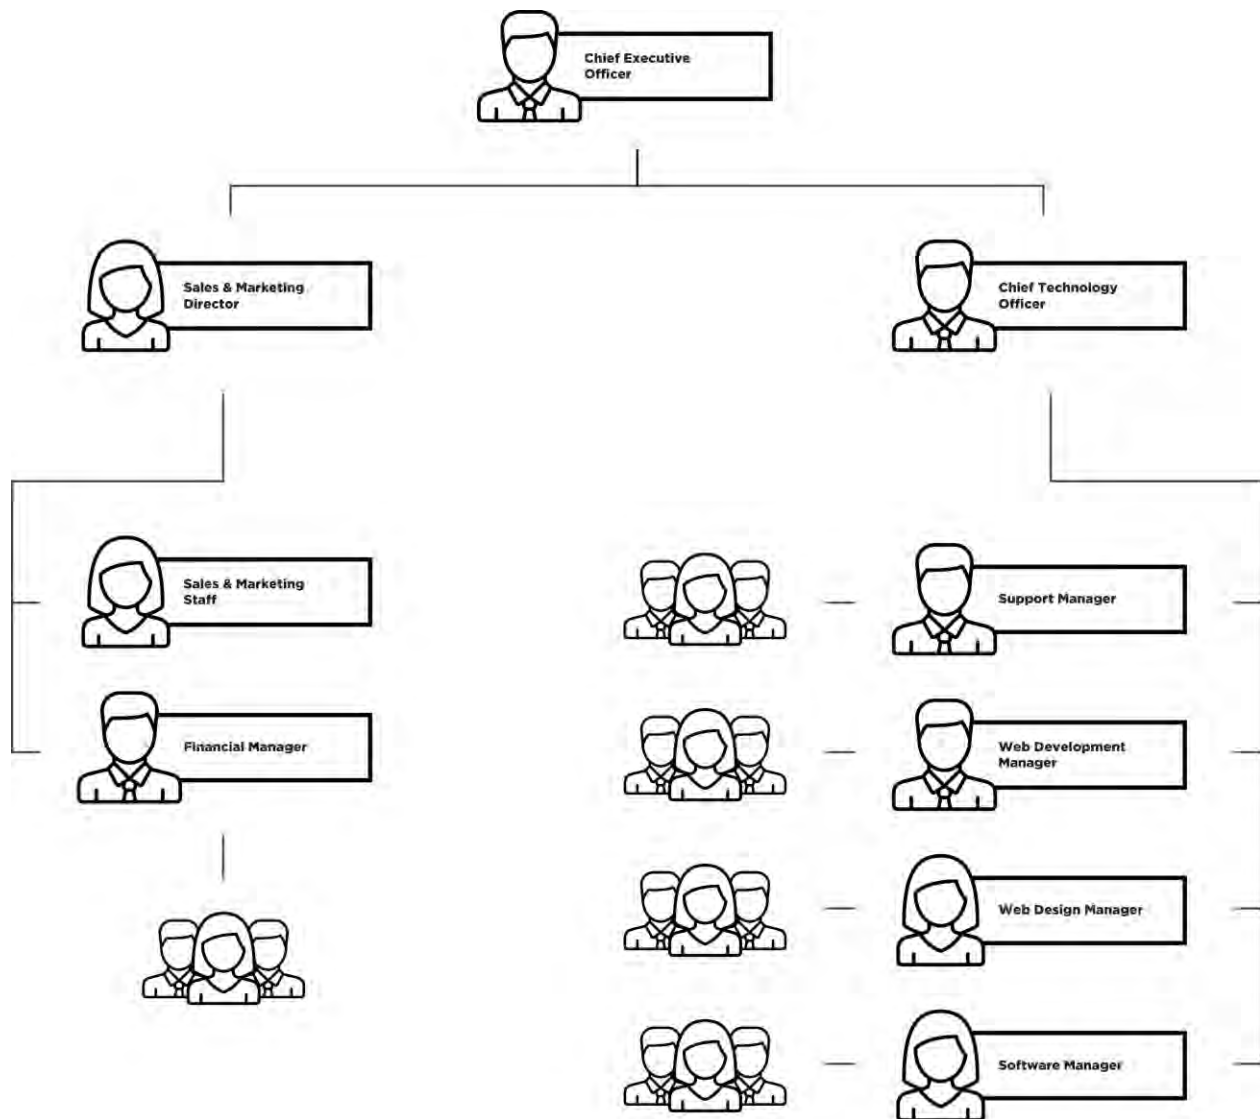 Chief Executive
Officer
Sales & Marketing
Director
Chief Technology
Officer
Sales & Marketing
Staff
Support Manager
Financial Manager
Web Development
Manager
Web Design Manager
Software Manager